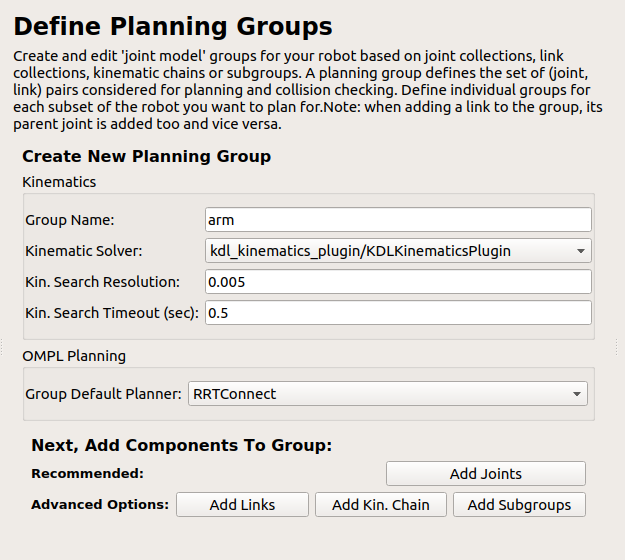 Define Planning Groups
Create and edit 'joint model' groups for your robot based on joint collections, link
collections, kinematic chains or subgroups. A planning group defines the set of (joint,
link) pairs considered for planning and collision checking. Define individual groups for
each subset of the robot you want to plan for.Note: when adding a link to the group, its
parent joint is added too and vice versa.
Create New Planning Group
Kinematics
Group Name: arm
Kinematic Solver: kdl_kinematics_plugin/KDLKinematicsPlugin
Kin. Search Resolution: 0.005
Kin. Search Timeout (sec): 0.5
OMPL Planning
Group Default Planner: RRTConnect
Next, Add Components To Group:
Recommended: Add Joints
Advanced Options: Add Links Add Kin. Chain Add Subgroups